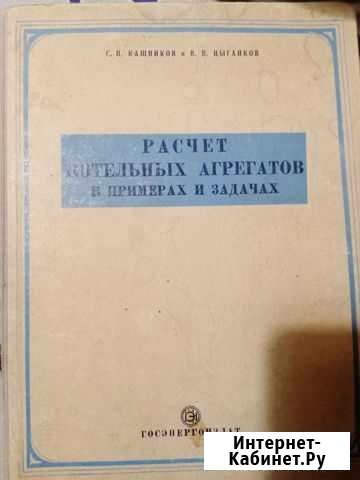 С. П. КАШНИКОВ и В. Н. ЦЫГАНКОВ
РАСЧЕТ
КОТЕЛЬНЫХ АГРЕГАТОВ
В ПРИМЕРАХ И ЗАДАЧАХ
ГОСЭНЕРГОИЗДАТ
Интернет-
Кабинет.Ру